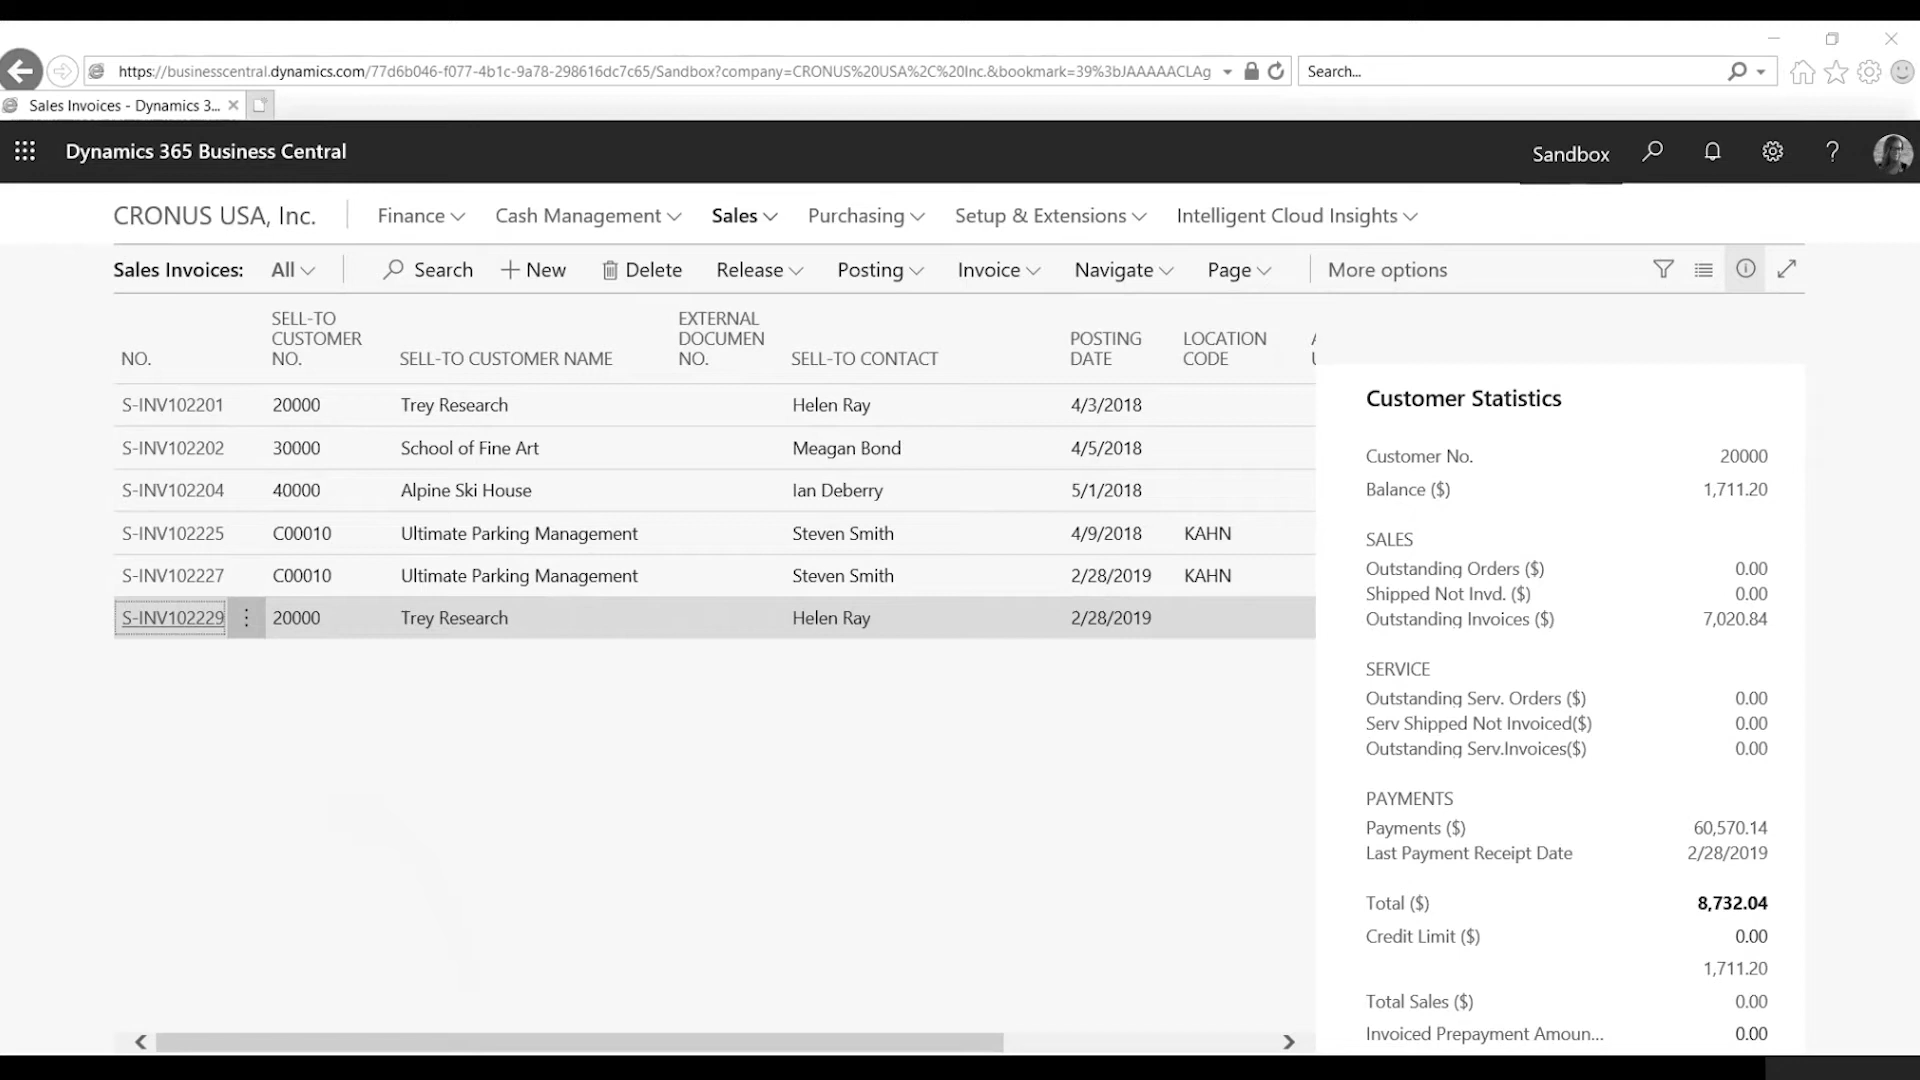 https://businesscentral.dynamics.com/77d6b046-f077-4b1c-9a78-298616dc7c65/Sandbox?company=CRONUS%20USA%2C%20Inc.&bookmark=39%3bJAAAAACLAg
Search...
Sales Invoices - Dynamics 3...
Dynamics 365 Business Central
Sandbox
?
CRONUS USA, Inc. Finance Cash Management Sales Purchasing Setup & Extensions Intelligent Cloud Insights
Sales Invoices: All Search New Delete Release Posting Invoice Navigate Page More options
NO. SELL-TO CUSTOMER NO. SELL-TO CUSTOMER NAME EXTERNAL DOCUMEN NO. SELL-TO CONTACT POSTING DATE LOCATION CODE
S-INV102201 20000 Trey Research Helen Ray 4/3/2018
S-INV102202 30000 School of Fine Art Meagan Bond 4/5/2018
S-INV102204 40000 Alpine Ski House Ian Deberry 5/1/2018
S-INV102225 C00010 Ultimate Parking Management Steven Smith 4/9/2018 KAHN
S-INV102227 C00010 Ultimate Parking Management Steven Smith 2/28/2019 KAHN
S-INV102229 20000 Trey Research Helen Ray 2/28/2019
Customer Statistics
Customer No. 20000
Balance ($) 1,711.20
SALES
Outstanding Orders ($) 0.00
Shipped Not Invd. ($) 0.00
Outstanding Invoices ($) 7,020.84
SERVICE
Outstanding Serv. Orders ($) 0.00
Serv Shipped Not Invoiced($) 0.00
Outstanding Serv.Invoices($) 0.00
PAYMENTS
Payments ($) 60,570.14
Last Payment Receipt Date 2/28/2019
Total ($) 8,732.04
Credit Limit ($) 0.00
1,711.20
Total Sales ($) 0.00
Invoiced Prepayment Amoun... 0.00